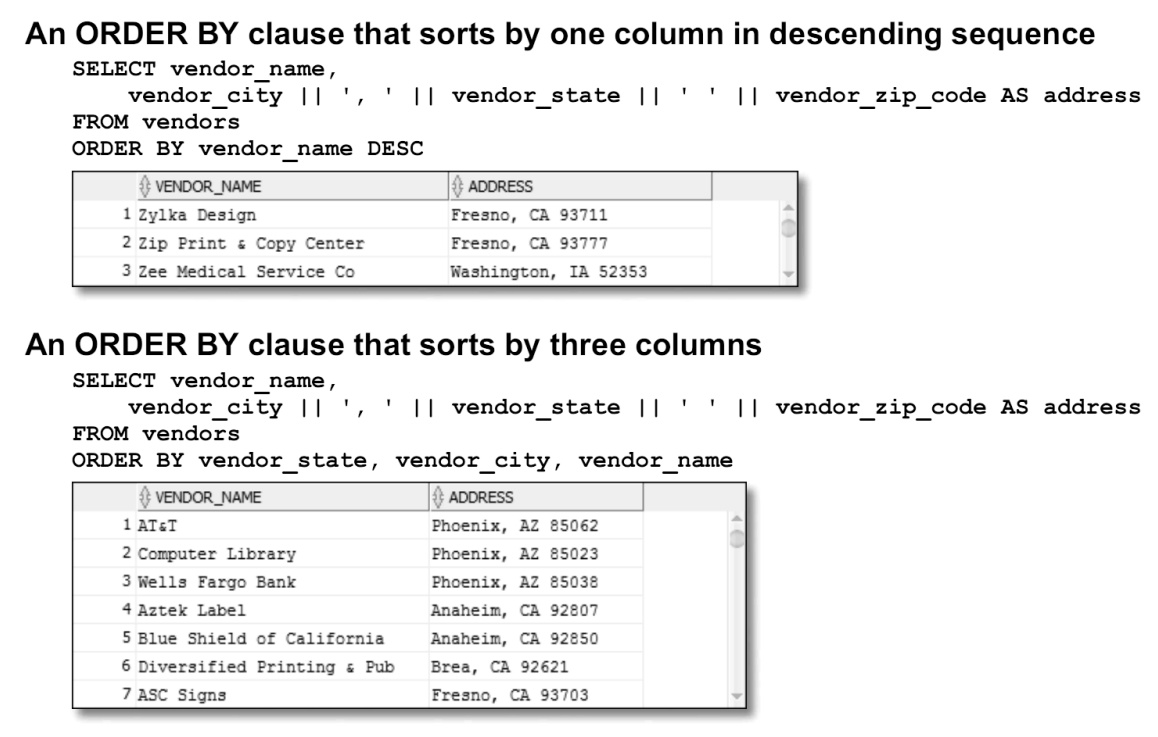 An ORDER BY clause that sorts by one column in descending sequence
SELECT vendor_name,
vendor_city || ', ' || vendor_state || ' ' || vendor_zip_code AS address
FROM vendors
ORDER BY vendor_name DESC
VENDOR_NAME ADDRESS
1 Zylka Design Fresno, CA 93711
2 Zip Print & Copy Center Fresno, CA 93777
3 Zee Medical Service Co Washington, IA 52353
An ORDER BY clause that sorts by three columns
SELECT vendor_name,
vendor_city || ', ' || vendor_state || ' ' || vendor_zip_code AS address
FROM vendors
ORDER BY vendor_state, vendor_city, vendor_name
VENDOR_NAME ADDRESS
1 AT&T Phoenix, AZ 85062
2 Computer Library Phoenix, AZ 85023
3 Wells Fargo Bank Phoenix, AZ 85038
4 Aztek Label Anaheim, CA 92807
5 Blue Shield of California Anaheim, CA 92850
6 Diversified Printing & Pub Brea, CA 92621
7 ASC Signs Fresno, CA 93703